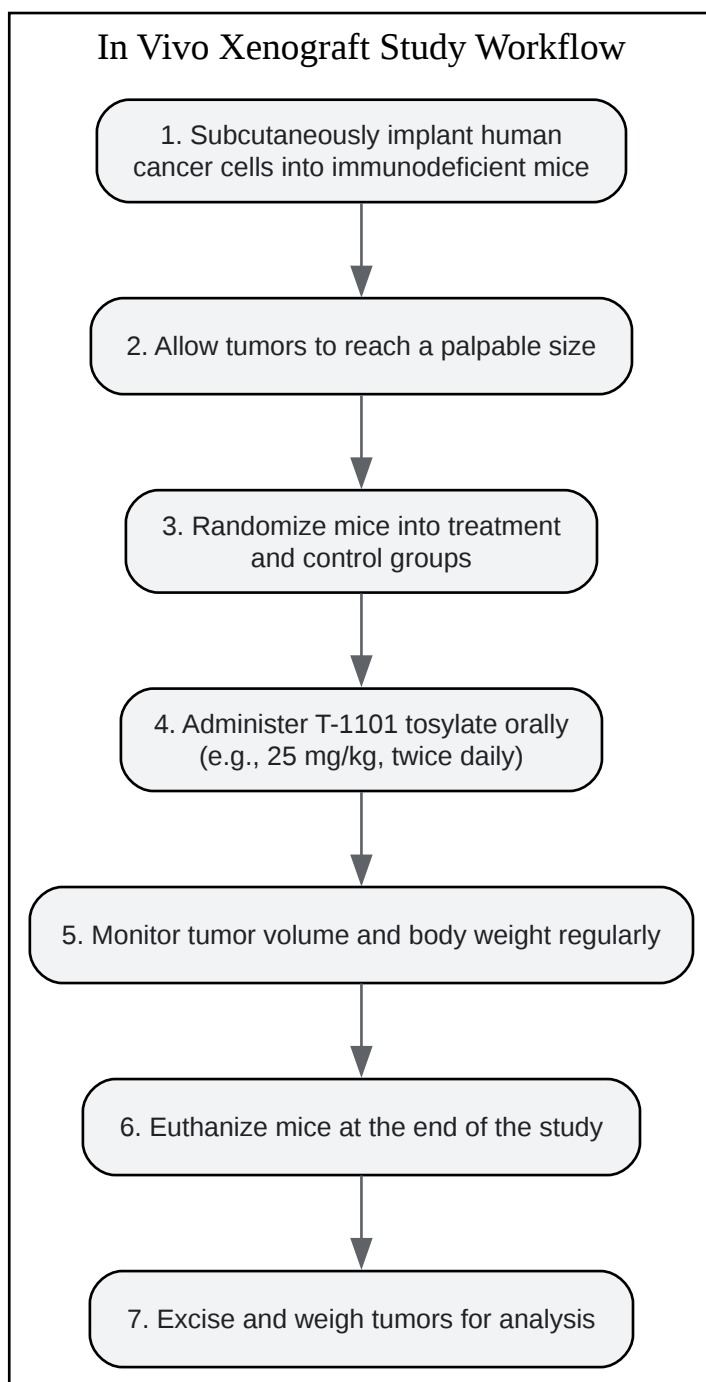 In Vivo Xenograft Study Workflow
1. Subcutaneously implant human
cancer cells into immunodeficient mice
2. Allow tumors to reach a palpable size
3. Randomize mice into treatment
and control groups
4. Administer T-1101 tosylate orally
(e.g., 25 mg/kg, twice daily)
5. Monitor tumor volume and body weight regularly
6. Euthanize mice at the end of the study
7. Excise and weigh tumors for analysis